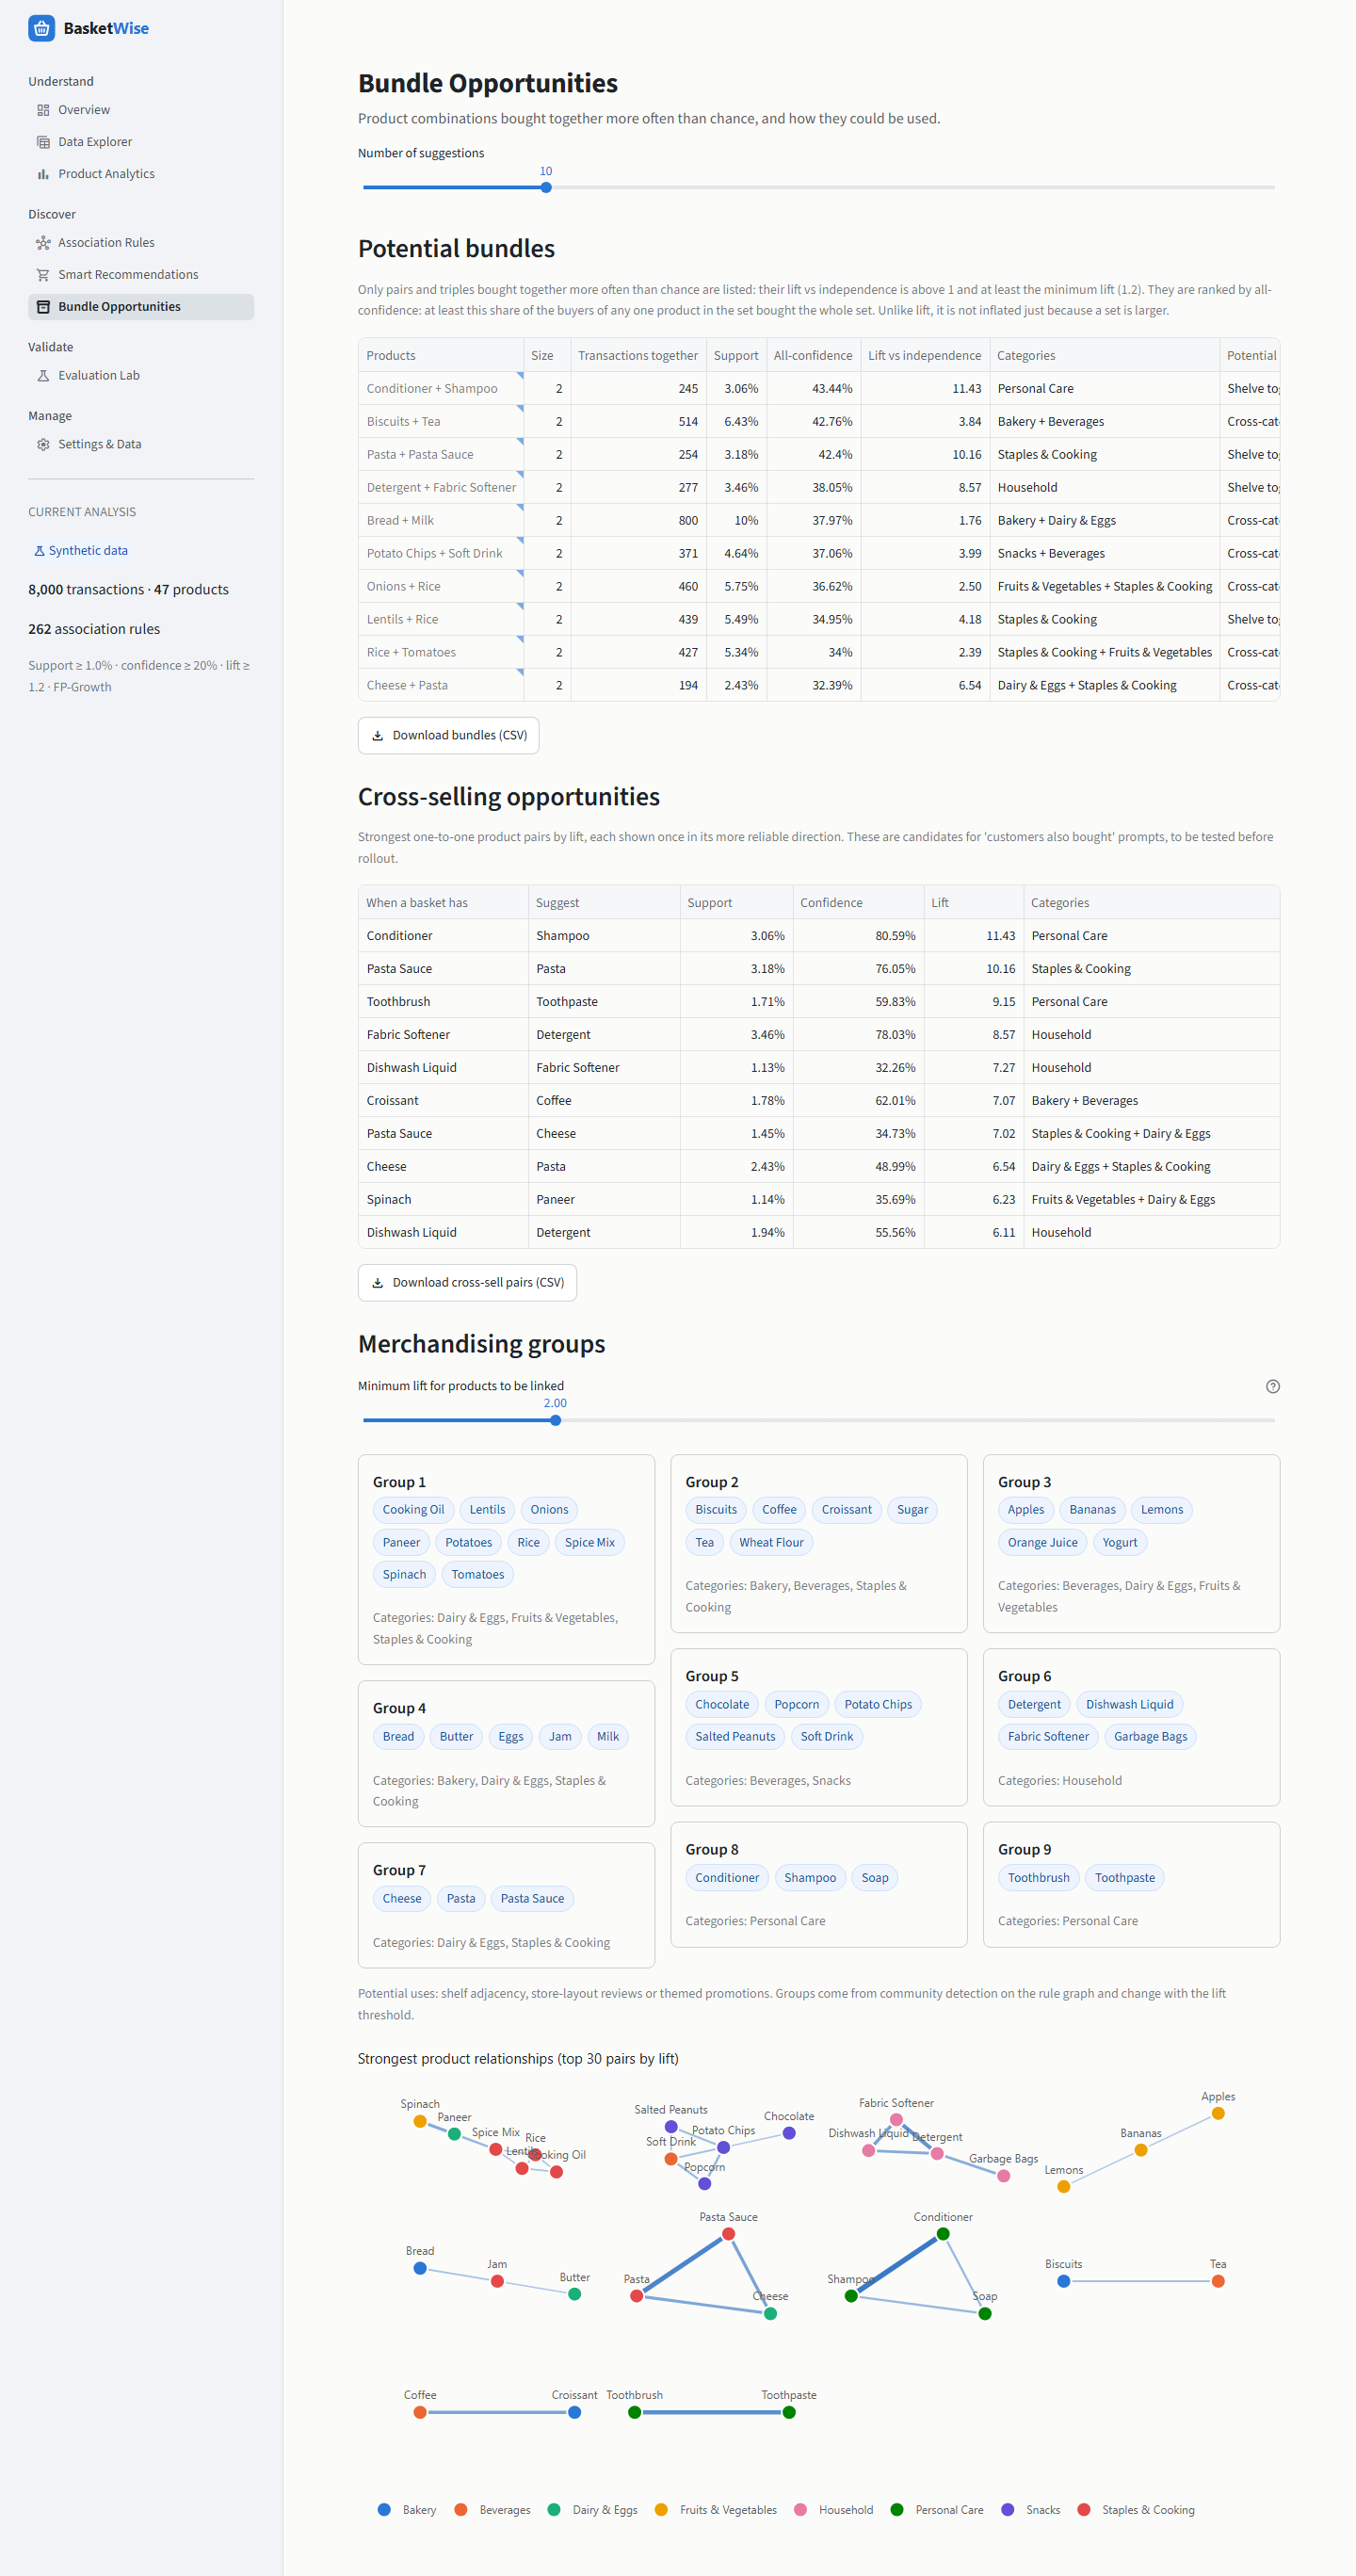 BasketWise
Understand
Overview
Data Explorer
Product Analytics
Discover
Association Rules
Smart Recommendations
Bundle Opportunities
Validate
Evaluation Lab
Manage
Settings & Data
CURRENT ANALYSIS
Synthetic data
8,000 transactions · 47 products
262 association rules
Support ≥ 1.0% · confidence ≥ 20% · lift ≥
1.2 · FP-Growth
Bundle Opportunities
Product combinations bought together more often than chance, and how they could be used.
Number of suggestions
10
Potential bundles
Only pairs and triples bought together more often than chance are listed: their lift vs independence is above 1 and at least the minimum lift (1.2). They are ranked by all-
confidence: at least this share of the buyers of any one product in the set bought the whole set. Unlike lift, it is not inflated just because a set is larger.
Products Size Transactions together Support All-confidence Lift vs independence Categories Potential
Conditioner + Shampoo 2 245 3.06% 43.44% 11.43 Personal Care Shelve
Biscuits + Tea 2 514 6.43% 42.76% 3.84 Bakery + Beverages
Pasta + Pasta Sauce 2 254 3.18% 42.4% 10.16 Staples & Cooking Shelve
Detergent + Fabric Softener 2 277 3.46% 38.05% 8.57 Household Shelve
Bread + Milk 2 800 10% 37.97% 1.76 Bakery + Dairy & Eggs
Potato Chips + Soft Drink 2 371 4.64% 37.06% 3.99 Snacks + Beverages
Onions + Rice 2 460 5.75% 36.62% 2.50 Fruits & Vegetables + Staples & Cooking
Lentils + Rice 2 439 5.49% 34.95% 4.18 Staples & Cooking Shelve
Rice + Tomatoes 2 427 5.34% 34% 2.39 Staples & Cooking + Fruits & Vegetables
Cheese + Pasta 2 194 2.43% 32.39% 6.54 Dairy & Eggs + Staples & Cooking
Download bundles (CSV)
Cross-selling opportunities
Strongest one-to-one product pairs by lift, each shown once in its more reliable direction. These are candidates for 'customers also bought' prompts, to be tested before
rollout.
When a basket has Suggest Support Confidence Lift Categories
Conditioner Shampoo 3.06% 80.59% 11.43 Personal Care
Pasta Sauce Pasta 3.18% 76.05% 10.16 Staples & Cooking
Toothbrush Toothpaste 1.71% 59.83% 9.15 Personal Care
Fabric Softener Detergent 3.46% 78.03% 8.57 Household
Dishwash Liquid Fabric Softener 1.13% 32.26% 7.27 Household
Croissant Coffee 1.78% 62.01% 7.07 Bakery + Beverages
Pasta Sauce Cheese 1.45% 34.73% 7.02 Staples & Cooking + Dairy & Eggs
Cheese Pasta 2.43% 48.99% 6.54 Dairy & Eggs + Staples & Cooking
Spinach Paneer 1.14% 35.69% 6.23 Fruits & Vegetables + Dairy & Eggs
Dishwash Liquid Detergent 1.94% 55.56% 6.11 Household
Download cross-sell pairs (CSV)
Merchandising groups
Minimum lift for products to be linked
2.00
Group 1
Cooking Oil Lentils Onions
Paneer Potatoes Rice Spice Mix
Spinach Tomatoes
Categories: Dairy & Eggs, Fruits & Vegetables,
Staples & Cooking
Group 2
Biscuits Coffee Croissant Sugar
Tea Wheat Flour
Categories: Bakery, Beverages, Staples &
Cooking
Group 3
Apples Bananas Lemons
Orange Juice Yogurt
Categories: Beverages, Dairy & Eggs, Fruits &
Vegetables
Group 4
Bread Butter Eggs Jam Milk
Categories: Bakery, Dairy & Eggs, Staples &
Cooking
Group 5
Chocolate Popcorn Potato Chips
Salted Peanuts Soft Drink
Categories: Beverages, Snacks
Group 6
Detergent Dishwash Liquid
Fabric Softener Garbage Bags
Categories: Household
Group 7
Cheese Pasta Pasta Sauce
Categories: Dairy & Eggs, Staples & Cooking
Group 8
Conditioner Shampoo Soap
Categories: Personal Care
Group 9
Toothbrush Toothpaste
Categories: Personal Care
Potential uses: shelf adjacency, store-layout reviews or themed promotions. Groups come from community detection on the rule graph and change with the lift
threshold.
Strongest product relationships (top 30 pairs by lift)
Spinach
Paneer
Spice Mix
Rice
Lentils
Cooking Oil
Salted Peanuts
Chocolate
Potato Chips
Soft Drink
Popcorn
Fabric Softener
Dishwash Liquid
Detergent
Garbage Bags
Apples
Bananas
Lemons
Bread
Jam
Butter
Pasta Sauce
Pasta
Cheese
Conditioner
Shampoo
Soap
Biscuits
Tea
Coffee
Croissant
Toothbrush
Toothpaste
Bakery Beverages Dairy & Eggs Fruits & Vegetables Household Personal Care Snacks Staples & Cooking